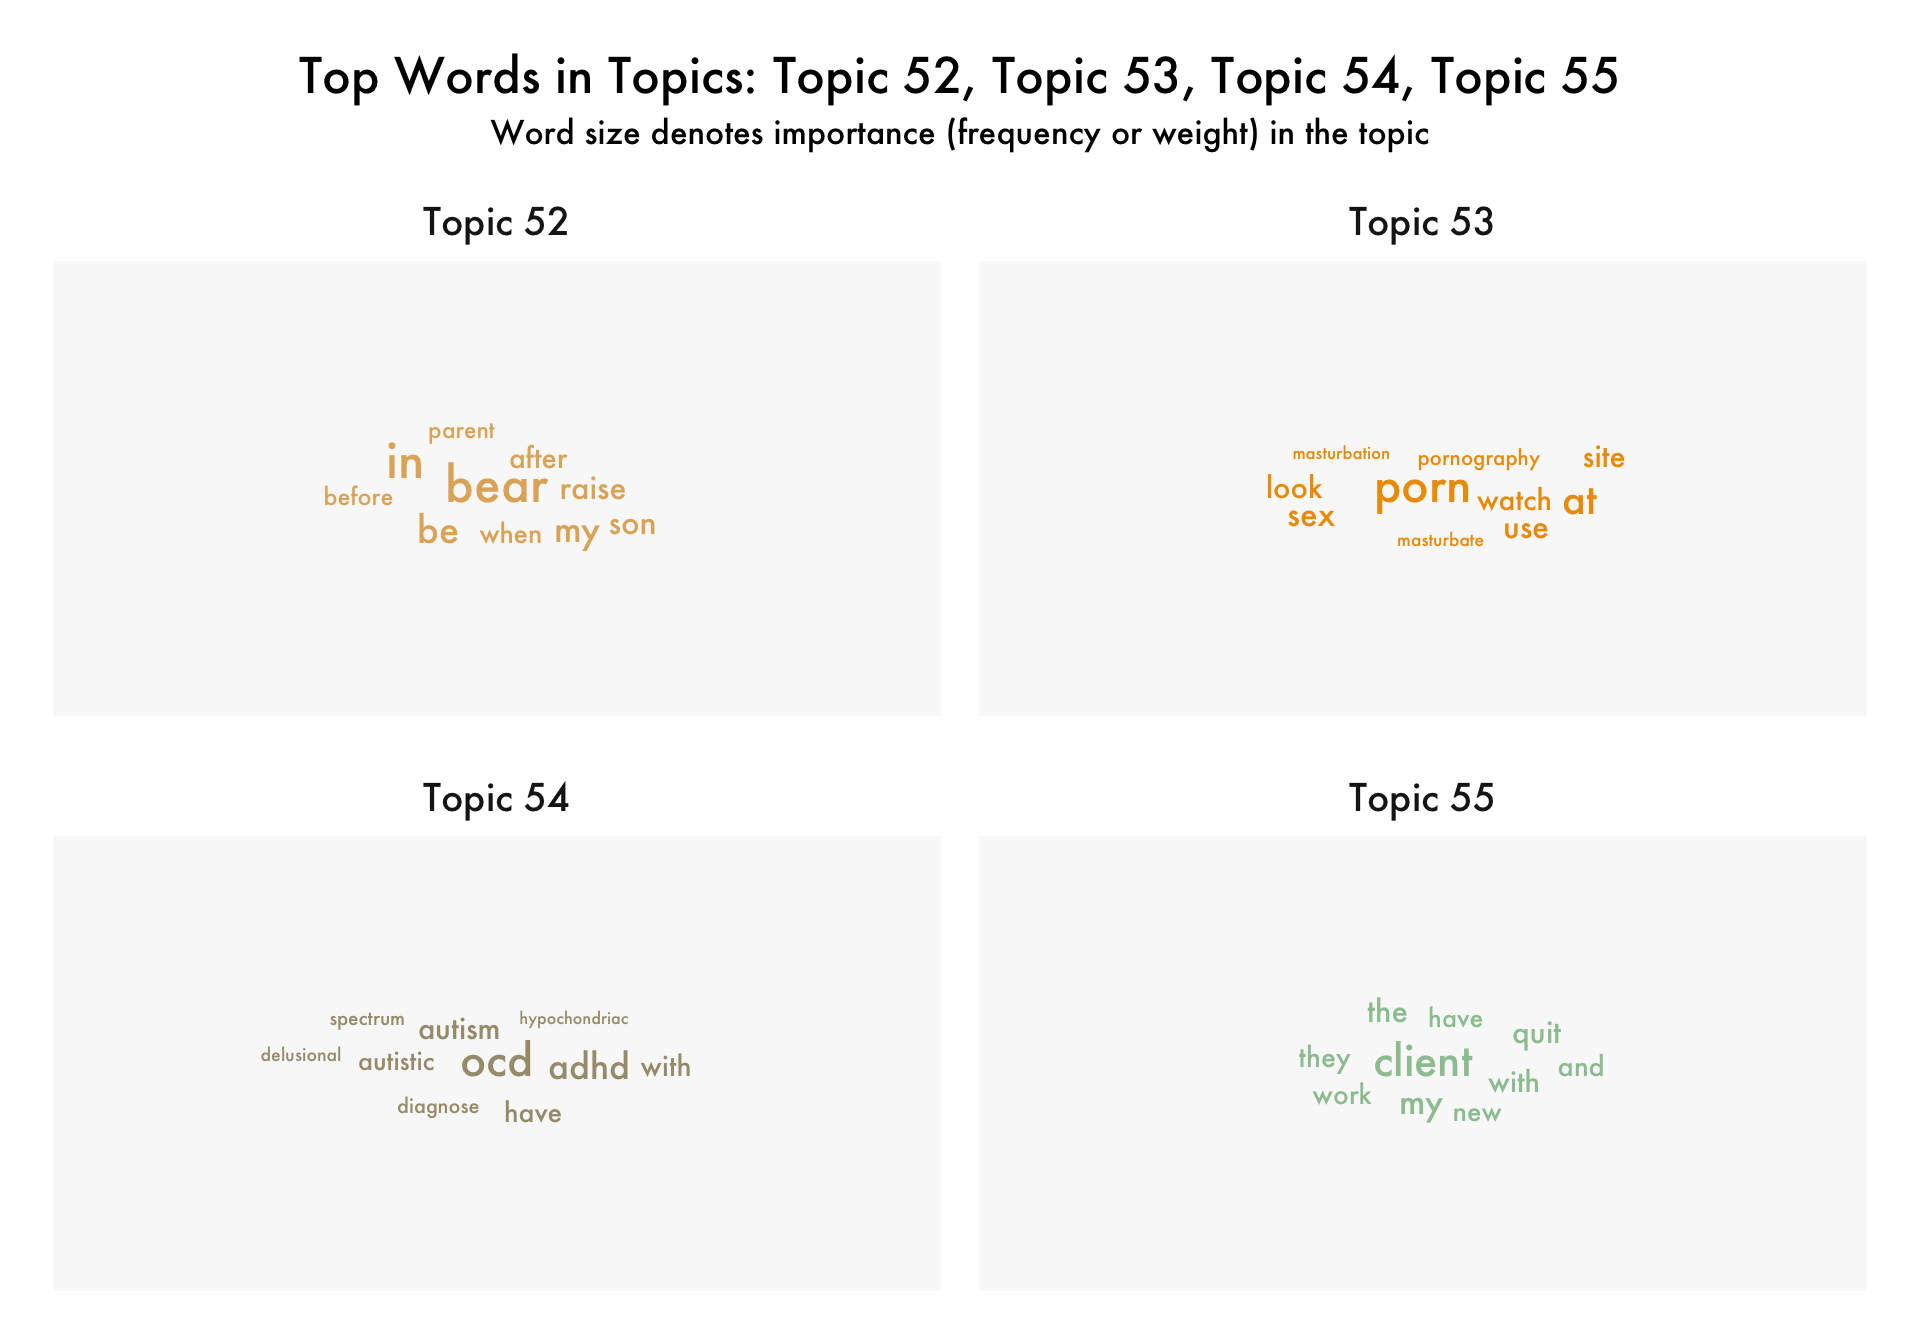 Top Words in Topics: Topic 52, Topic 53, Topic 54, Topic 55
Word size denotes importance (frequency or weight) in the topic
Topic 52
parent
in
after
bear
raise
before
be
when
my
son
Topic 53
masturbation
pornography
site
look
porn
watch
at
sex
use
masturbate
Topic 54
spectrum
autism
hypochondriac
delusional
autistic
ocd
adhd
with
diagnose
have
Topic 55
the
have
quit
they
client
with
and
work
my
new